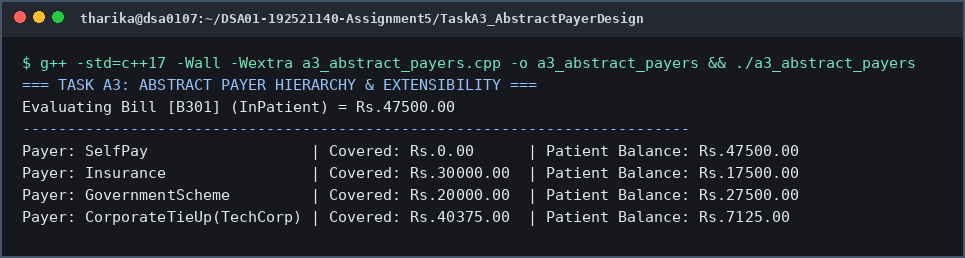 tharika@dsa0107:~/DSA01-192521140-Assignment5/TaskA3_AbstractPayerDesign
$ g++ -std=c++17 -Wall -Wextra a3_abstract_payers.cpp -o a3_abstract_payers && ./a3_abstract_payers
=== TASK A3: ABSTRACT PAYER HIERARCHY & EXTENSIBILITY ===
Evaluating Bill [B301] (InPatient) = Rs.47500.00
--------------------------------------------------------------------------
Payer: SelfPay                  | Covered: Rs.0.00      | Patient Balance: Rs.47500.00
Payer: Insurance                | Covered: Rs.30000.00  | Patient Balance: Rs.17500.00
Payer: GovernmentScheme         | Covered: Rs.20000.00  | Patient Balance: Rs.27500.00
Payer: CorporateTieUp(TechCorp) | Covered: Rs.40375.00  | Patient Balance: Rs.7125.00